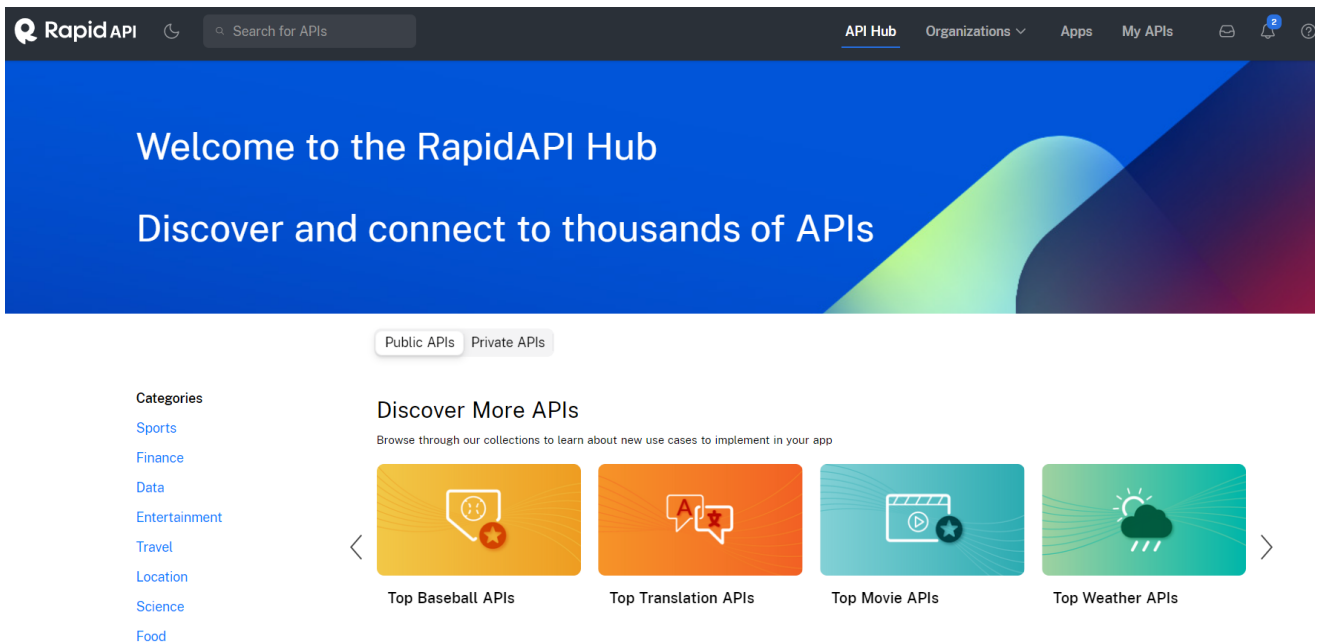 Rapid API
Search for APIs
API Hub
Organizations
Apps
My APIs
2
Welcome to the RapidAPI Hub
Discover and connect to thousands of APIs
Public APIs
Private APIs
Categories
Sports
Finance
Data
Entertainment
Travel
Location
Science
Food
Discover More APIs
Browse through our collections to learn about new use cases to implement in your app
A
文
Top Baseball APIs
Top Translation APIs
Top Movie APIs
Top Weather APIs